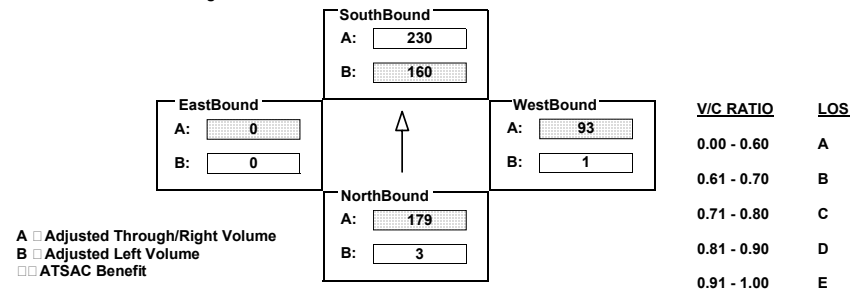 SouthBound
A: 230
B: 160
EastBound
A: 0
B: 0
WestBound
A: 93
B: 1
NorthBound
A: 179
B: 3
A □ Adjusted Through/Right Volume
B □ Adjusted Left Volume
□□ ATSAC Benefit
V/C RATIO LOS
0.00 - 0.60 A
0.61 - 0.70 B
0.71 - 0.80 C
0.81 - 0.90 D
0.91 - 1.00 E